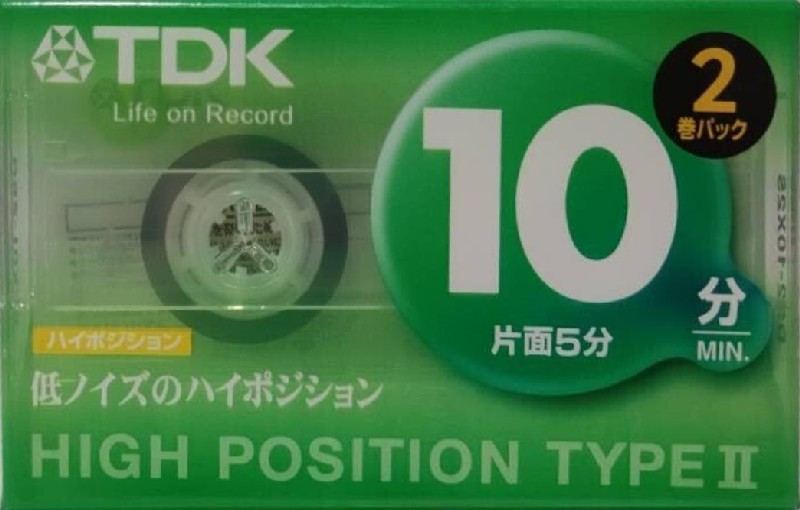 TDK
Life on Record
2
巻パック
10
分
MIN.
片面5分
ハイポジション
低ノイズのハイポジション
HIGH POSITION TYPE II